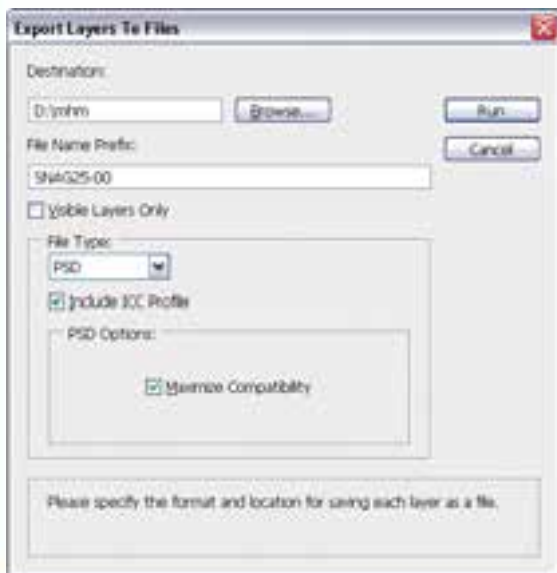 Export Layers To Files
Destination:
D:\mhm
Browse...
Run
File Name Prefix:
Cancel
SNAG25-00
Visible Layers Only
File Type:
PSD
Include ICC Profile
PSD Options:
Maximize Compatibility
Please specify the format and location for saving each layer as a file.